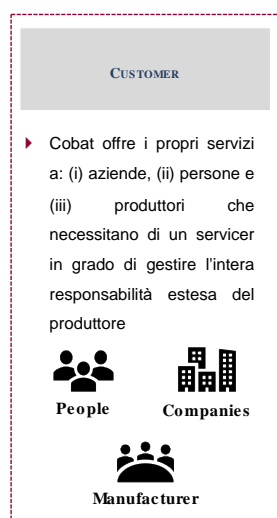 CUSTOMER
Cobat offre i propri servizi
a: (i) aziende, (ii) persone e
(iii) produttori che
necessitano di un servicer
in grado di gestire l'intera
responsabilità estesa del
produttore
People
Companies
Manufacturer